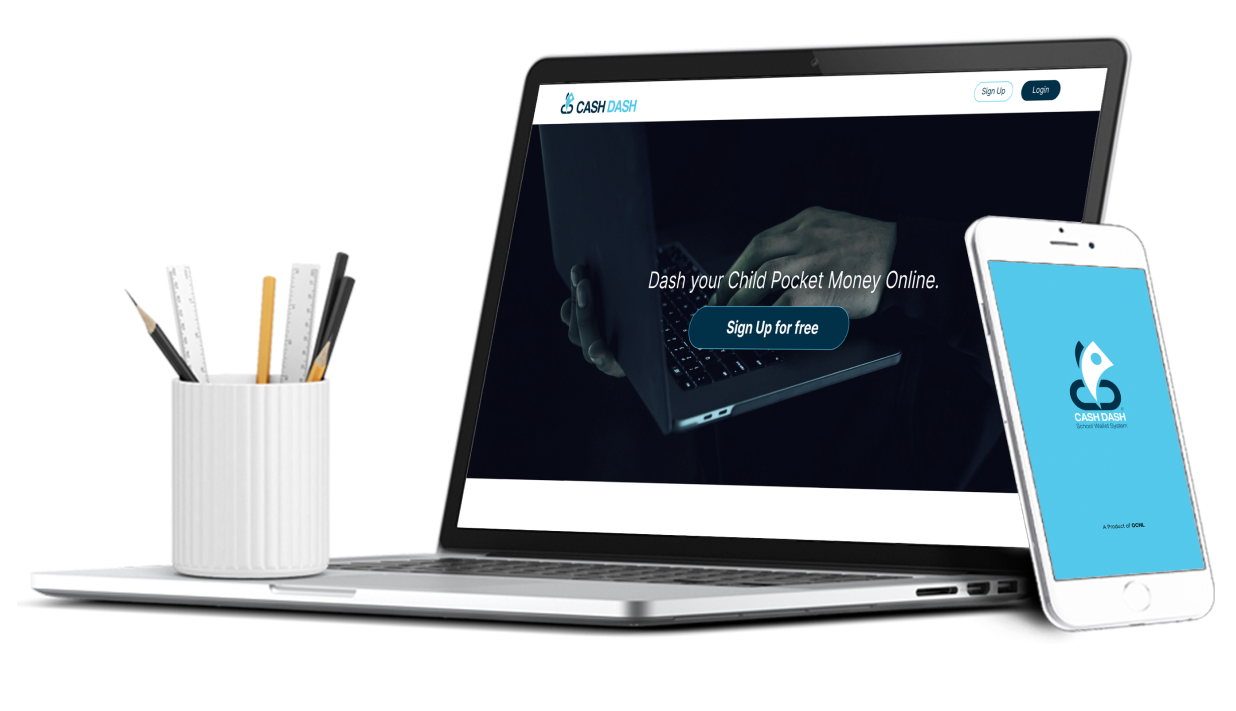 CASH DASH
Sign Up
Login
Dash your Child Pocket Money Online.
Sign Up for free
CASH DASH
School Wallet System
A Product of GCNL